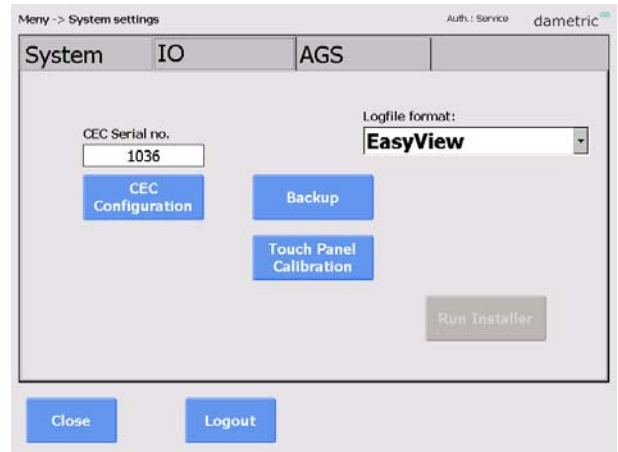 Meny -> System settings
Auth.: Service
dametric
System
IO
AGS
Logfile format:
EasyView
CEC Serial no.
1036
CEC
Configuration
Backup
Touch Panel
Calibration
Run Installer
Close
Logout